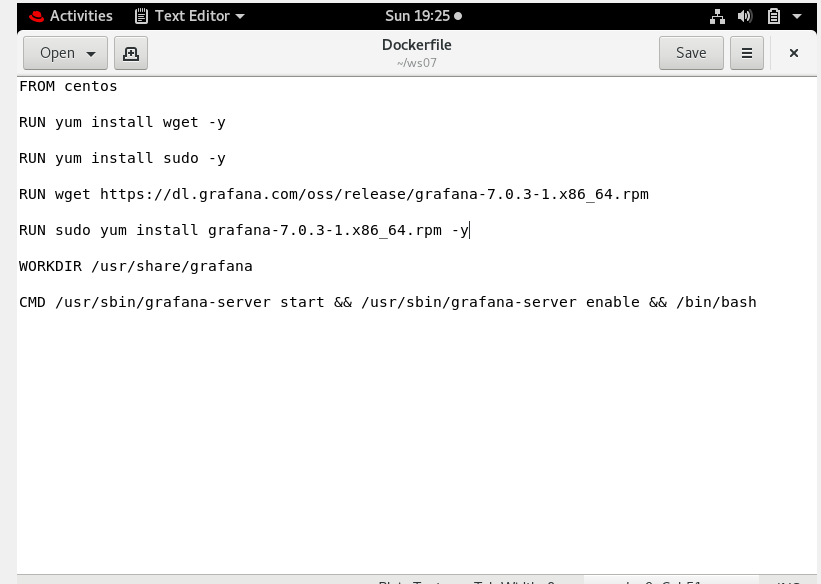 Activities Text Editor Sun 19:25
Open Dockerfile Save
~/ws07
FROM centos
RUN yum install wget -y
RUN yum install sudo -y
RUN wget https://dl.grafana.com/oss/release/grafana-7.0.3-1.x86_64.rpm
RUN sudo yum install grafana-7.0.3-1.x86_64.rpm -y
WORKDIR /usr/share/grafana
CMD /usr/sbin/grafana-server start && /usr/sbin/grafana-server enable && /bin/bash